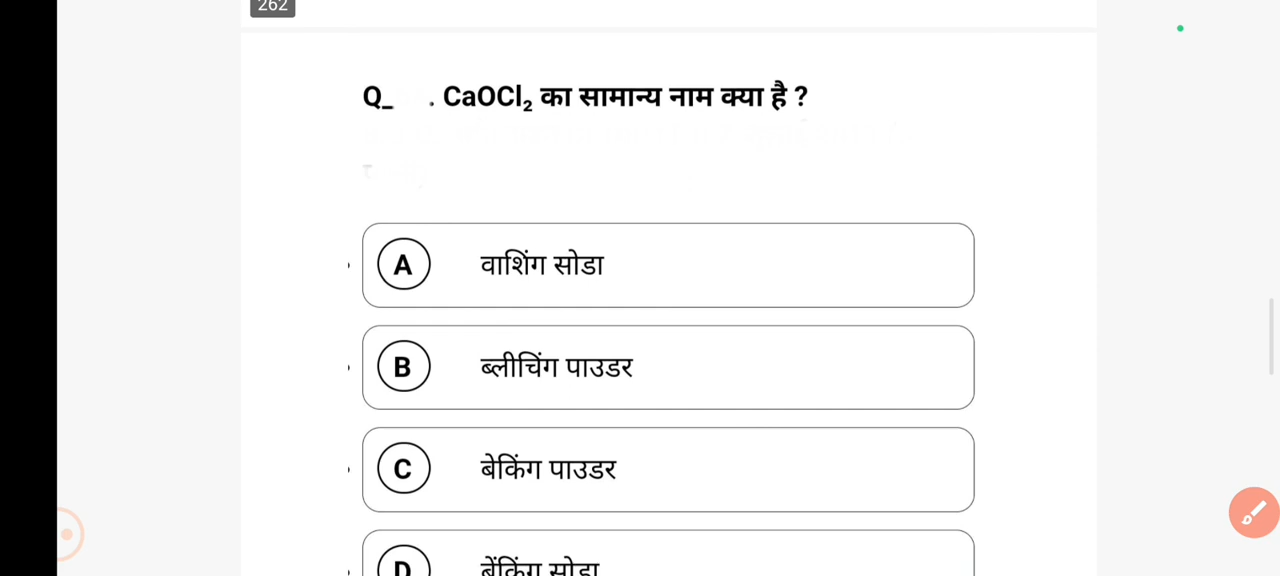 262
Q_ . CaOCl₂ का सामान्य नाम क्या है ?
A वाशिंग सोडा
B ब्लीचिंग पाउडर
C बेकिंग पाउडर
D बेंकिंग सोडा